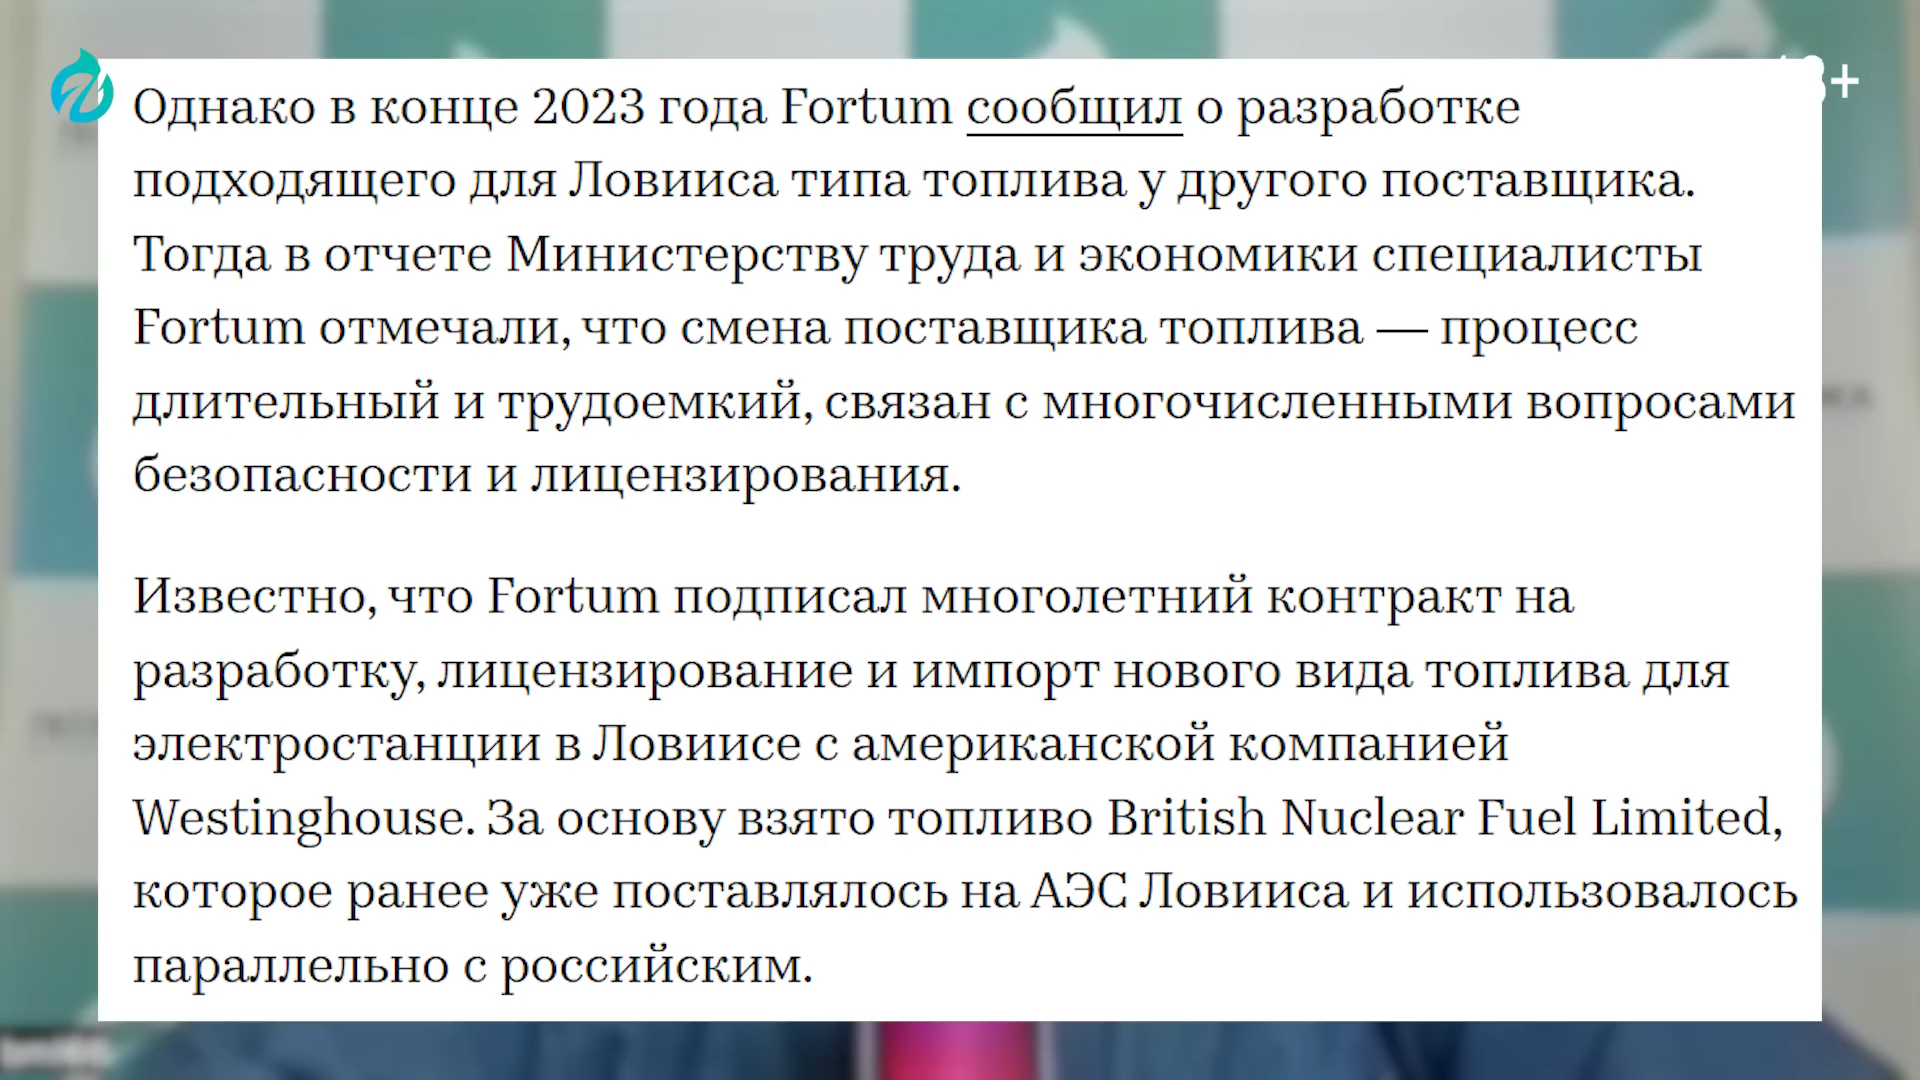 Однако в конце 2023 года Fortum сообщил о разработке
подходящего для Ловииса типа топлива у другого поставщика.
Тогда в отчете Министерству труда и экономики специалисты
Fortum отмечали, что смена поставщика топлива — процесс
длительный и трудоемкий, связан с многочисленными вопросами
безопасности и лицензирования.
Известно, что Fortum подписал многолетний контракт на
разработку, лицензирование и импорт нового вида топлива для
электростанции в Ловиисе с американской компанией
Westinghouse. За основу взято топливо British Nuclear Fuel Limited,
которое ранее уже поставлялось на АЭС Ловииса и использовалось
параллельно с российским.